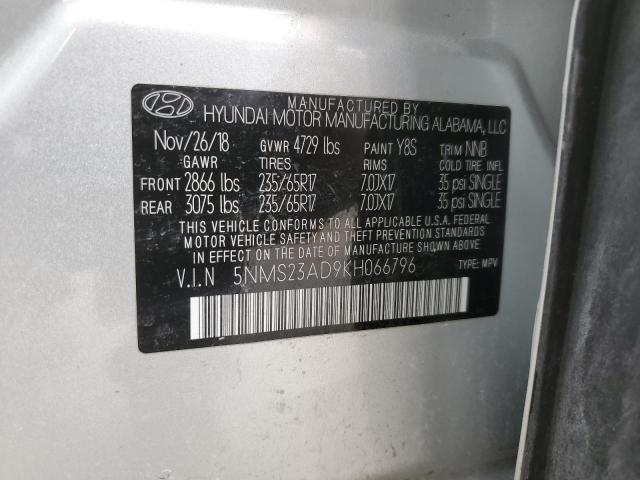 MANUFACTURED BY
HYUNDAI MOTOR MANUFACTURING ALABAMA, LLC
Nov/26/18 GVWR 4729 lbs PAINT Y8S TRIM NNB
GAWR TIRES RIMS COLD TIRE INFL
FRONT 2866 lbs 235/65R17 7.0JX17 35 psi SINGLE
REAR 3075 lbs 235/65R17 7.0JX17 35 psi SINGLE
THIS VEHICLE CONFORMS TO ALL APPLICABLE U.S.A. FEDERAL
MOTOR VEHICLE SAFETY AND THEFT PREVENTION STANDARDS
IN EFFECT ON THE DATE OF MANUFACTURE SHOWN ABOVE.
V.I.N 5NMS23AD9KH066796 TYPE: MPV